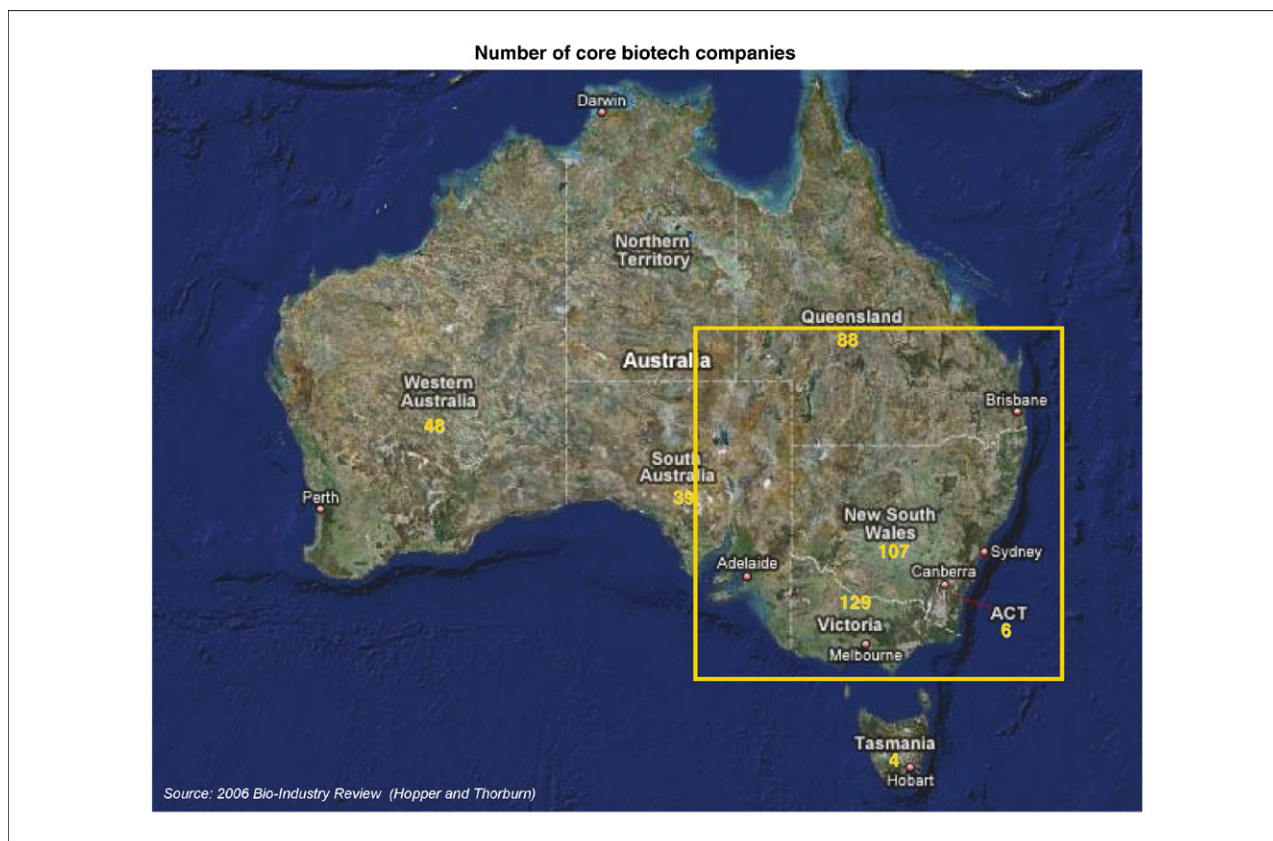 Number of core biotech companies
Darwin
Northern
Territory
Queensland
88
Australia
Western
Australia
48
Brisbane
South
Australia
39
Perth
New South
Wales
107
Sydney
Adelaide
Canberra
129
Victoria
ACT
6
Melbourne
Tasmania
4
Hobart
Source: 2006 Bio-Industry Review (Hopper and Thorburn)